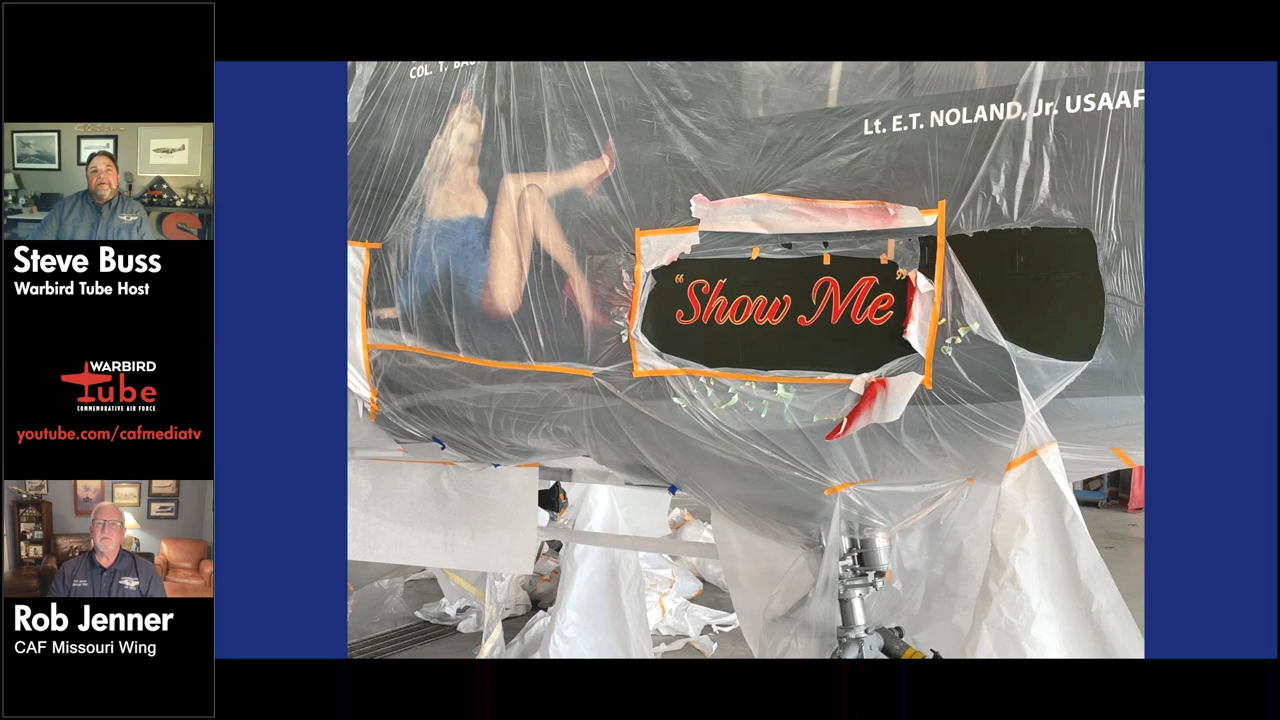 Steve Buss
Warbird Tube Host
WARBIRD
Tube
COMMEMORATIVE AIR FORCE
youtube.com/cafmediatv
Rob Jenner
CAF Missouri Wing
COL. T.
Lt. E.T. NOLAND, Jr. USAAF
"Show Me"